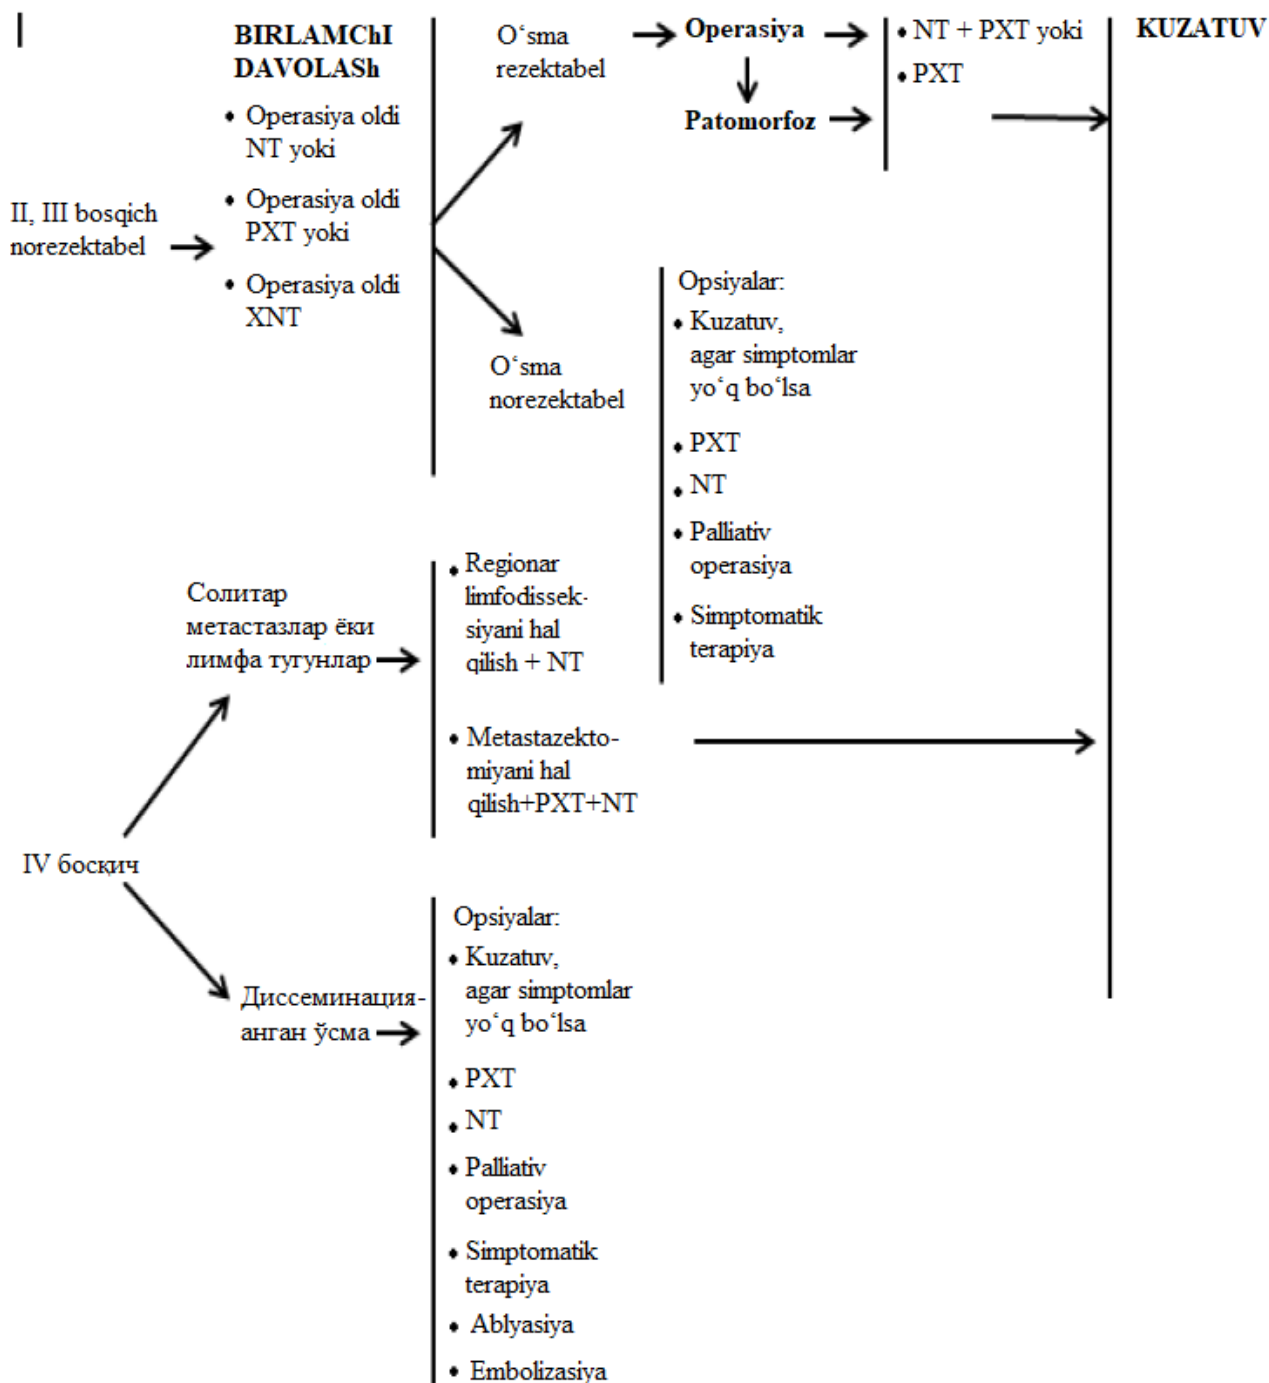 II, III bosqich
norezektabel
BIRLAMChI
DAVOLASh
• Operasiya oldi
NT yoki
• Operasiya oldi
PXT yoki
• Operasiya oldi
XNT
O‘sma
rezektabel
Operasiya
Patomorfoz
• NT + PXT yoki
• PXT
KUZATUV
O‘sma
norezektabel
Opsiyalar:
• Kuzatuv,
agar simptomlar
yo‘q bo‘lsa
• PXT
• NT
• Palliativ
operasiya
• Simptomatik
terapiya
IV босқич
Солитар
метастазлар ёки
лимфа тугунлар
• Regionar
limfodissek-
siyani hal
qilish + NT
• Metastazekto-
miyani hal
qilish+PXT+NT
Диссеминация-
анган ўсма
Opsiyalar:
• Kuzatuv,
agar simptomlar
yo‘q bo‘lsa
• PXT
• NT
• Palliativ
operasiya
• Simptomatik
terapiya
• Ablyasiya
• Embolizasiya